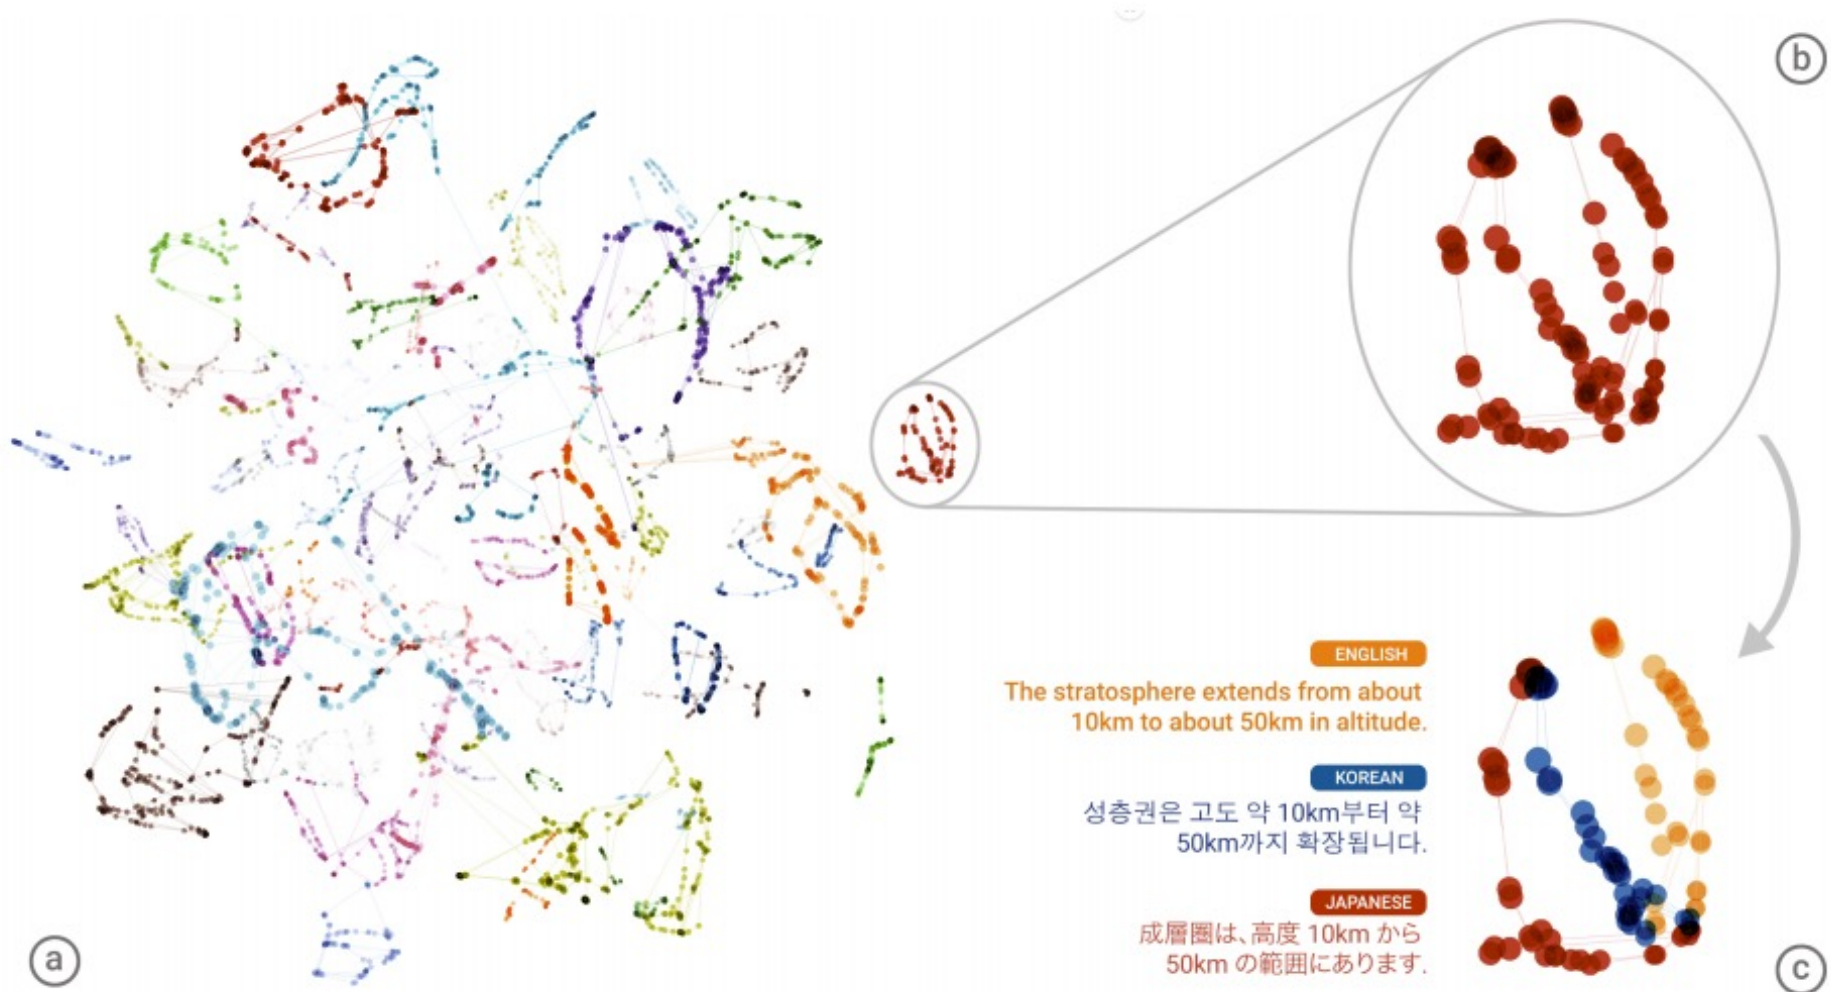 b
ENGLISH
The stratosphere extends from about
10km to about 50km in altitude.
KOREAN
성층권은 고도 약 10km부터 약
50km까지 확장됩니다.
JAPANESE
成層圏は、高度 10km から
50km の範囲にあります.
a
c